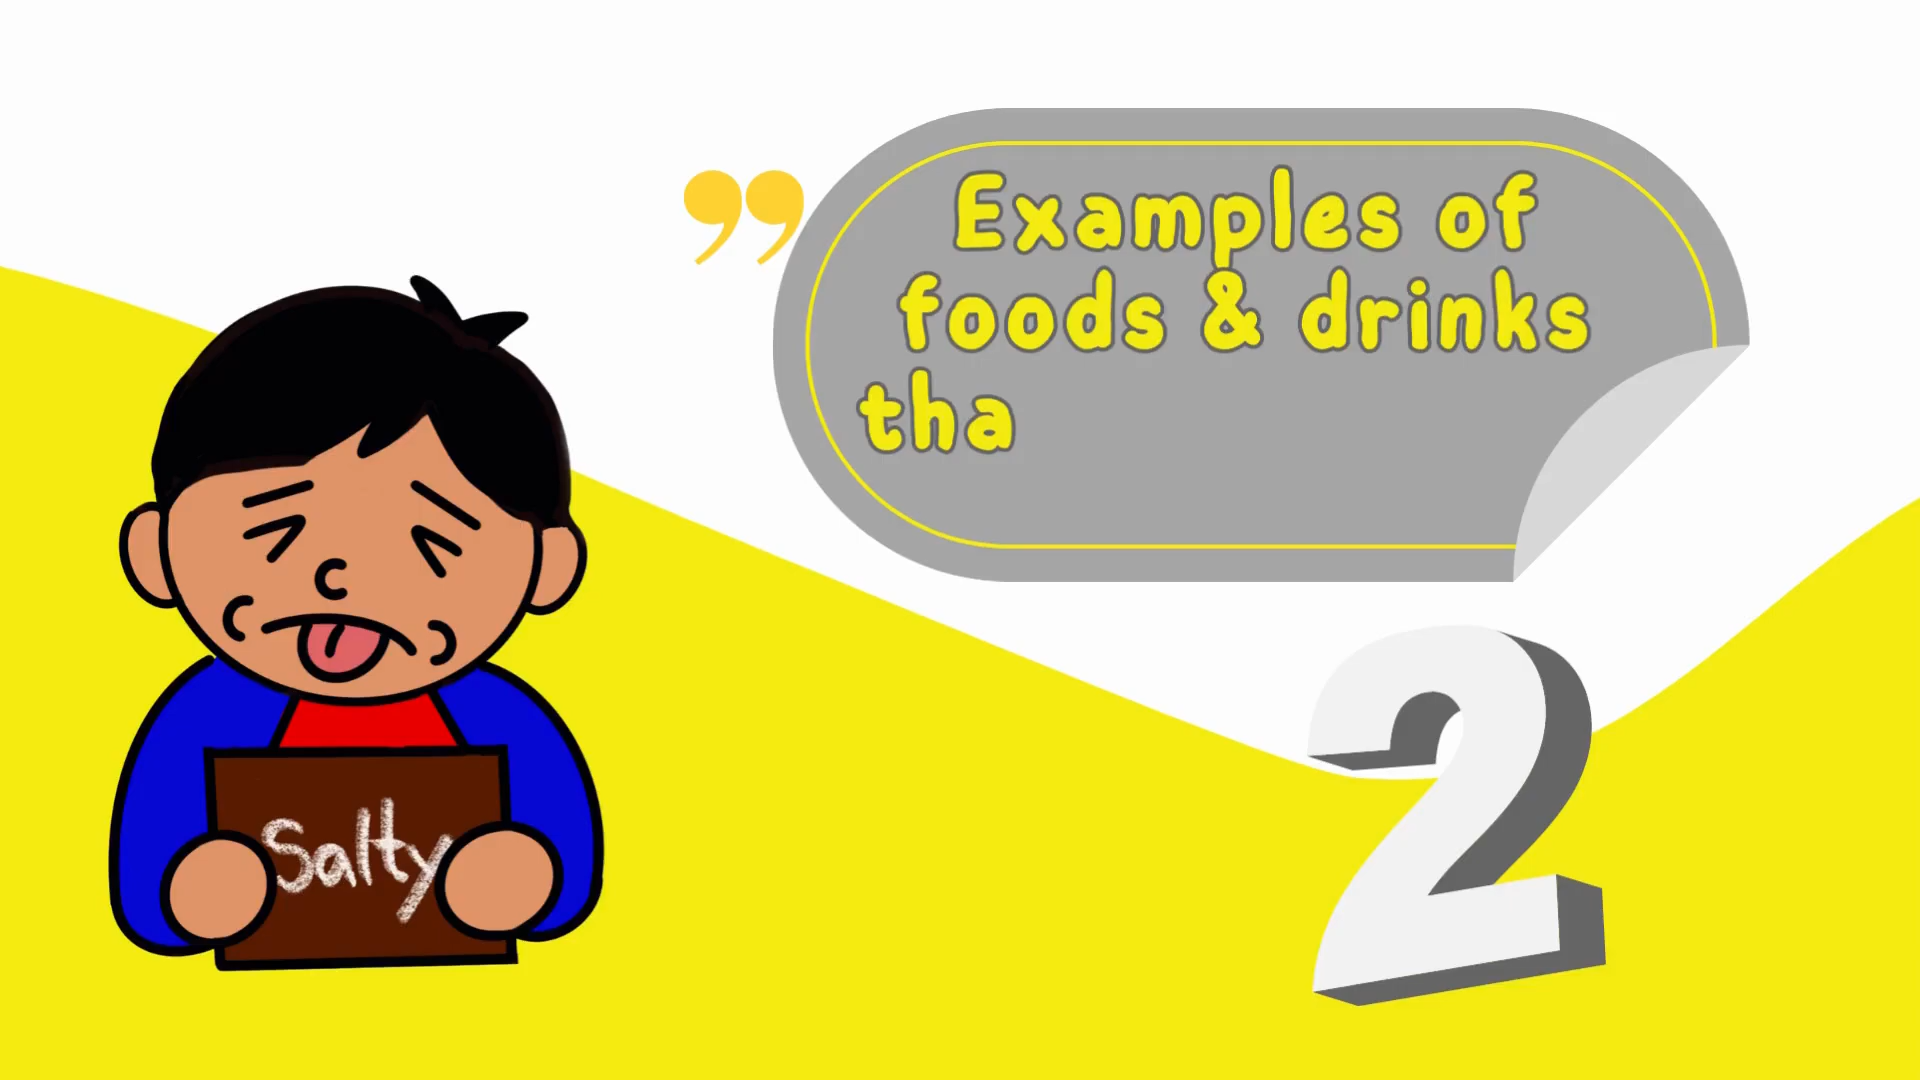 ”
Examples of
foods & drinks
tha
Salty
2